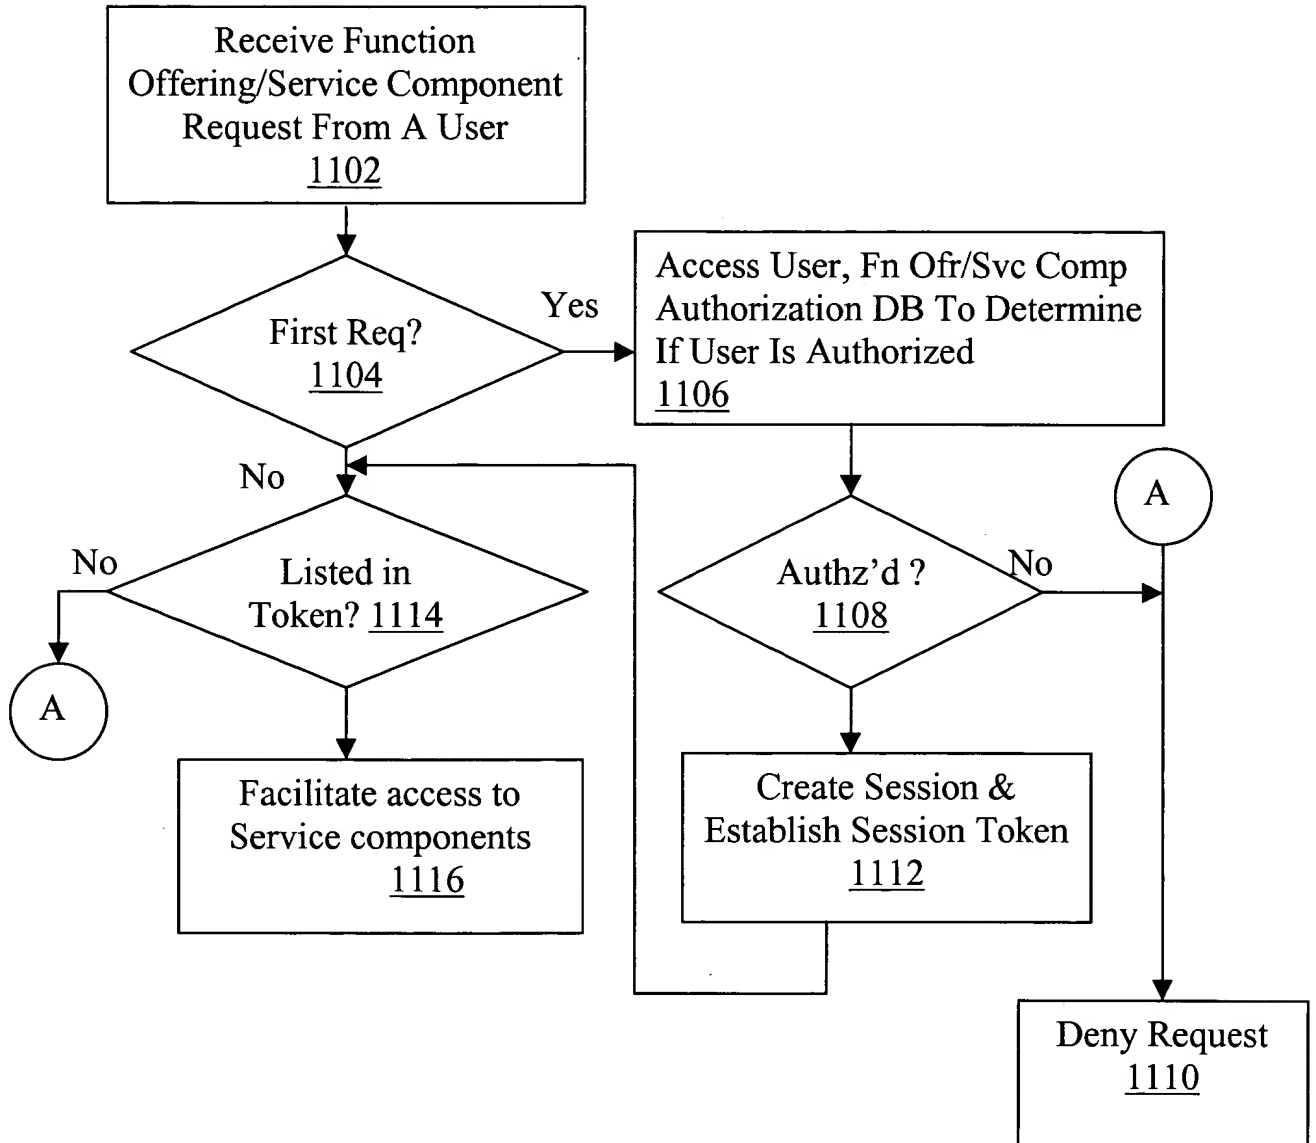 Receive Function
Offering/Service Component
Request From A User
1102
First Req?
1104
Yes
No
Access User, Fn Ofr/Svc Comp
Authorization DB To Determine
If User Is Authorized
1106
Listed in
Token? 1114
No
A
Authz'd ?
1108
No
A
Facilitate access to
Service components
1116
Create Session &
Establish Session Token
1112
Deny Request
1110